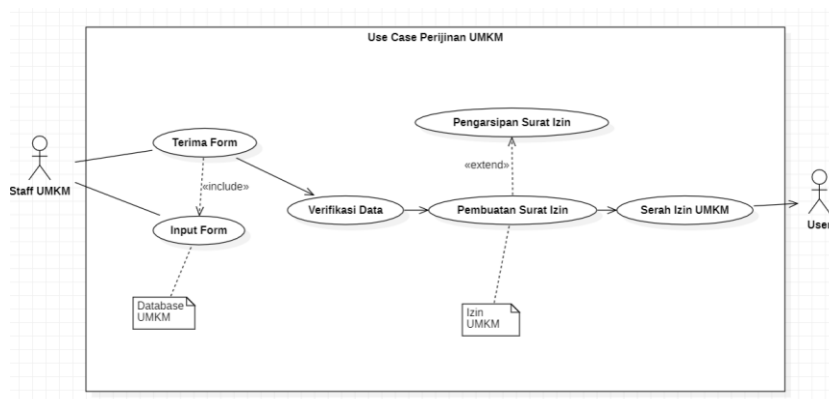 Use Case Perijinan UMKM
Pengarsipan Surat Izin
Terima Form
«extend»
«include»
Staff UMKM
Verifikasi Data
Pembuatan Surat Izin
Serah Izin UMKM
User
Input Form
Database
UMKM
Izin
UMKM